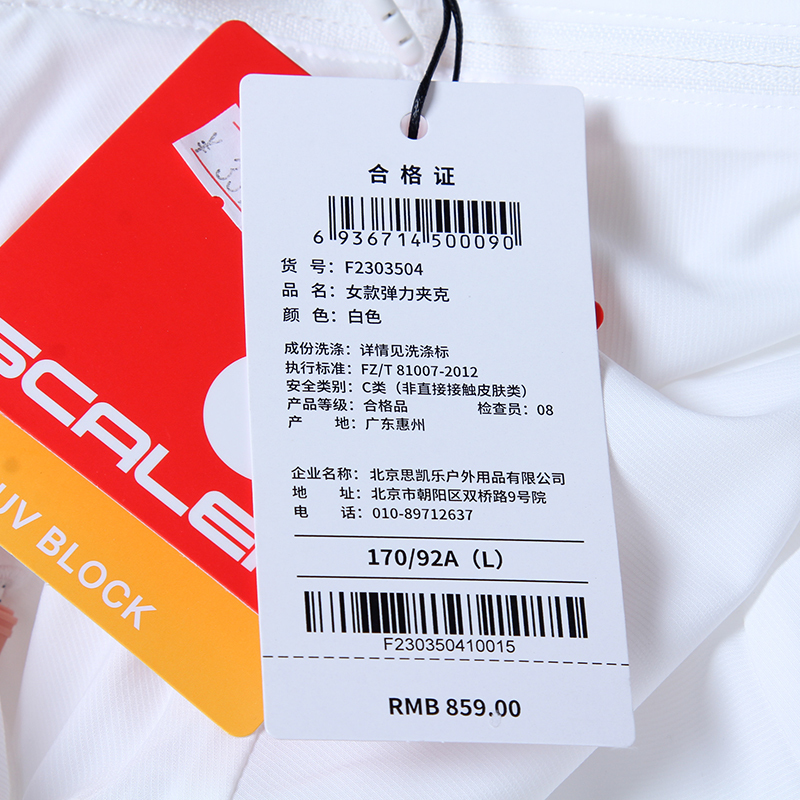 合格证
6 936714 500090
货 号：F2303504
品 名：女款弹力夹克
颜 色：白色
成份洗涤：详情见洗涤标
执行标准：FZ/T 81007-2012
安全类别：C类（非直接接触皮肤类）
产品等级：合格品 检查员：08
产 地：广东惠州
企业名称：北京思凯乐户外用品有限公司
地 址：北京市朝阳区双桥路9号院
电 话：010-89712637
170/92A（L）
F230350410015
RMB 859.00
SCALE
UV BLOCK